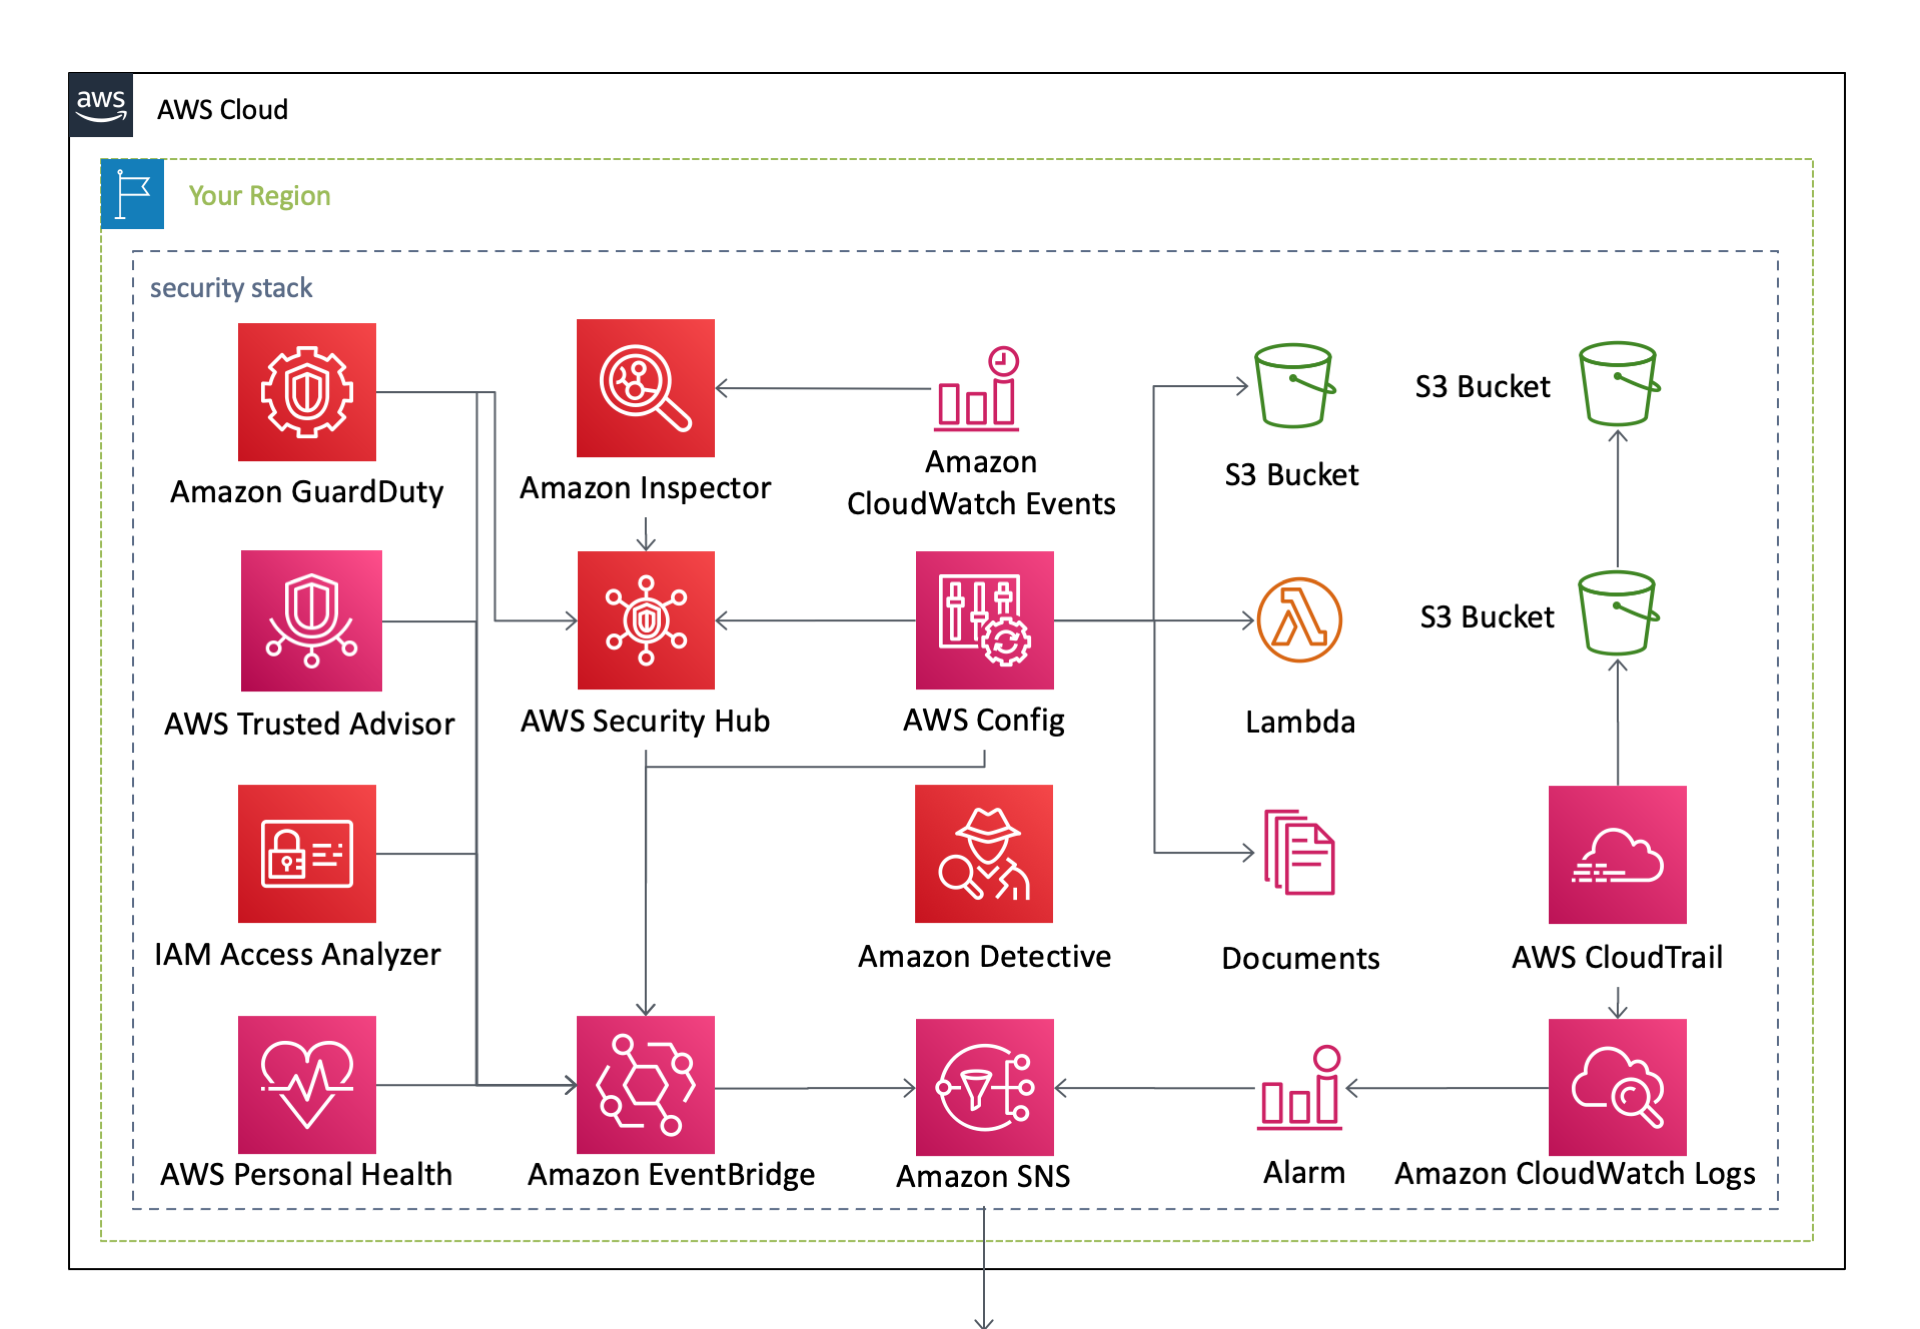 aws
AWS Cloud
Your Region
security stack
Amazon GuardDuty
Amazon Inspector
Amazon
CloudWatch Events
S3 Bucket
S3 Bucket
AWS Trusted Advisor
AWS Security Hub
AWS Config
Lambda
S3 Bucket
IAM Access Analyzer
Amazon Detective
Documents
AWS CloudTrail
AWS Personal Health
Amazon EventBridge
Amazon SNS
Alarm
Amazon CloudWatch Logs